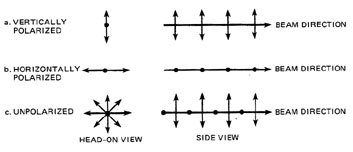 a. VERTICALLY
POLARIZED
BEAM DIRECTION
b. HORIZONTALLY
POLARIZED
BEAM DIRECTION
c. UNPOLARIZED
BEAM DIRECTION
HEAD-ON VIEW
SIDE VIEW